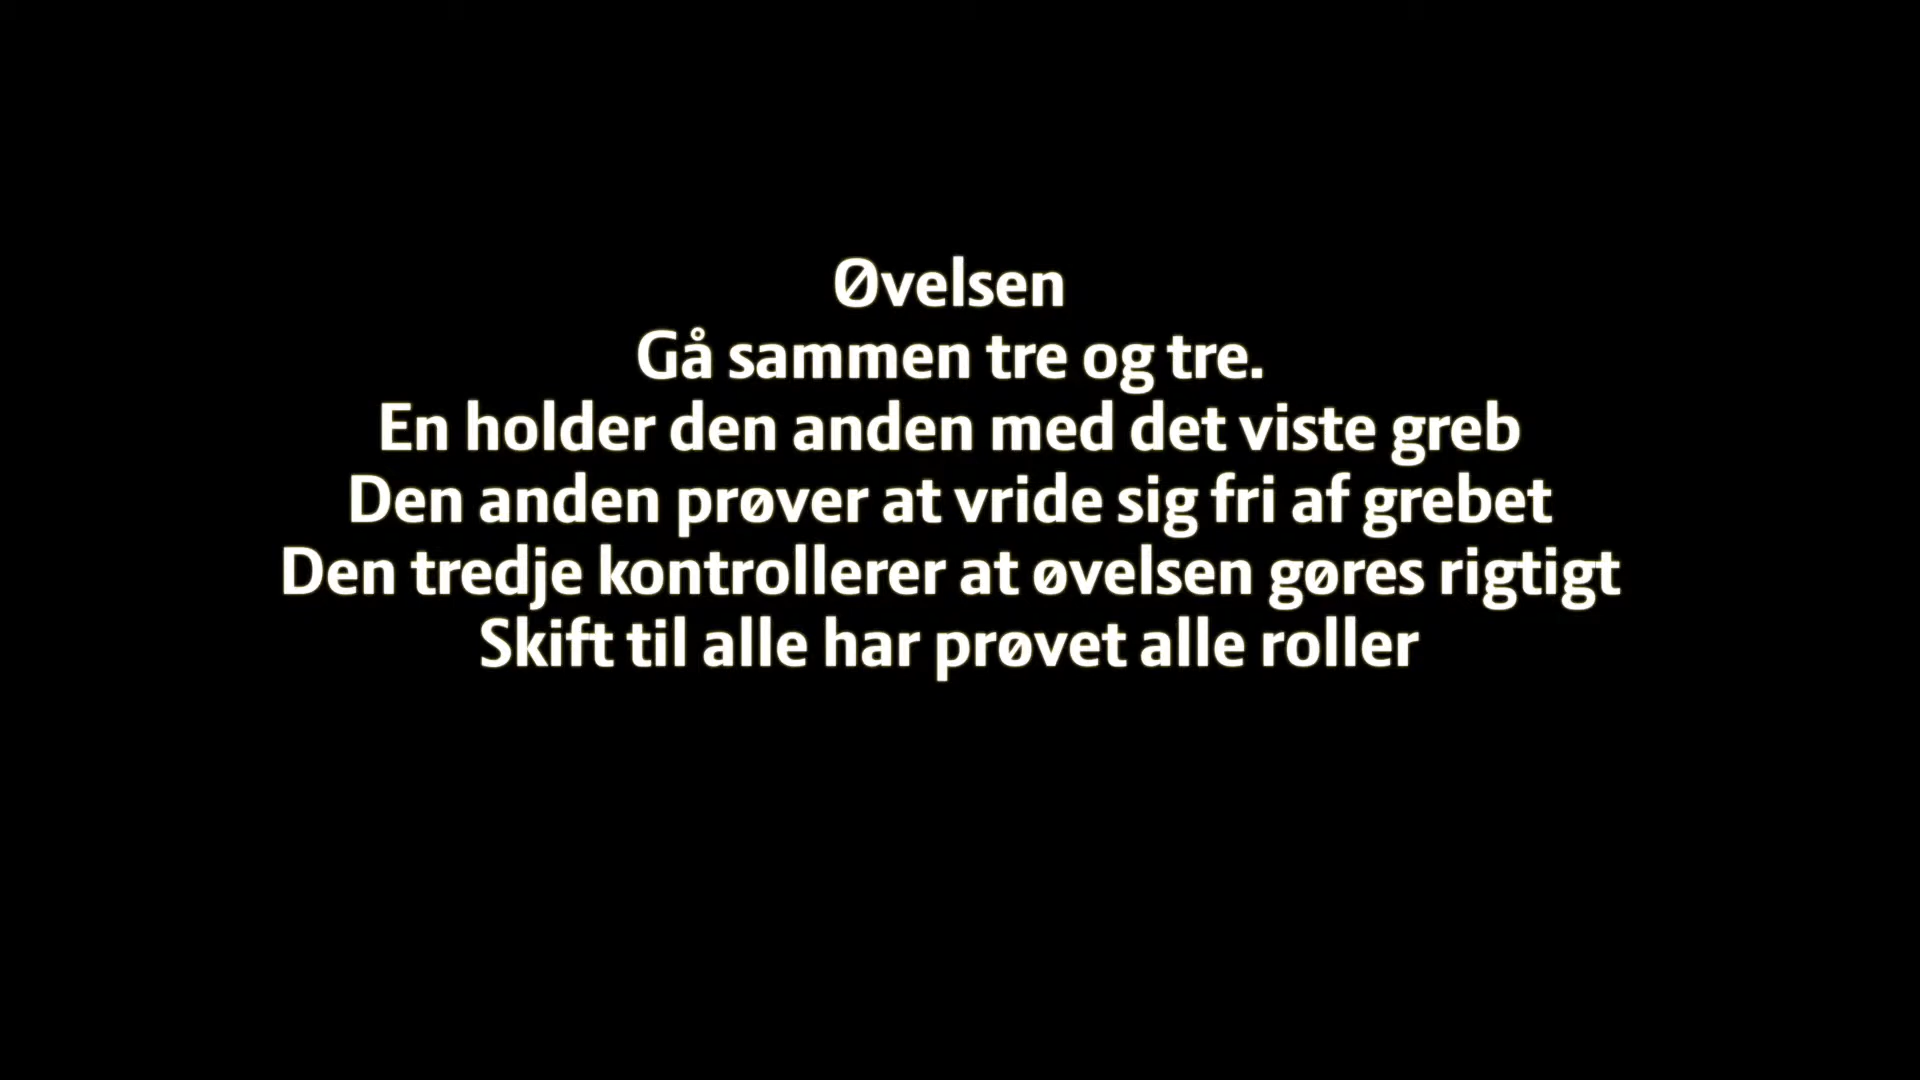 Øvelsen
Gå sammen tre og tre.
En holder den anden med det viste greb
Den anden prøver at vride sig fri af grebet
Den tredje kontrollerer at øvelsen gøres rigtigt
Skift til alle har prøvet alle roller